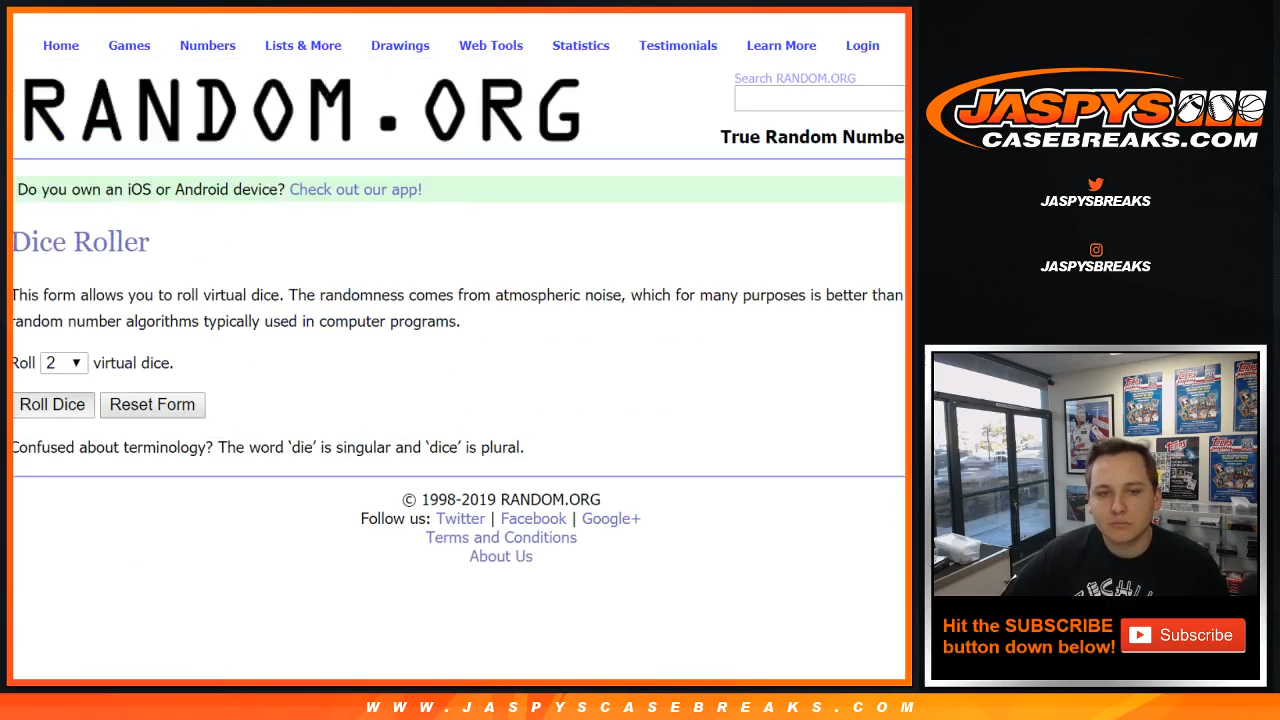 Home Games Numbers Lists & More Drawings Web Tools Statistics Testimonials Learn More Login
RANDOM.ORG
Search RANDOM.ORG
True Random Numbe
Do you own an iOS or Android device? Check out our app!
Dice Roller
This form allows you to roll virtual dice. The randomness comes from atmospheric noise, which for many purposes is better than
random number algorithms typically used in computer programs.
Roll 2 virtual dice.
Roll Dice Reset Form
Confused about terminology? The word ‘die’ is singular and ‘dice’ is plural.
© 1998-2019 RANDOM.ORG
Follow us: Twitter | Facebook | Google+
Terms and Conditions
About Us
JASPYS
CASEBREAKS.COM
JASPYSBREAKS
JASPYSBREAKS
Hit the SUBSCRIBE
button down below!
Subscribe
WWW.JASPYSCASEBREAKS.COM